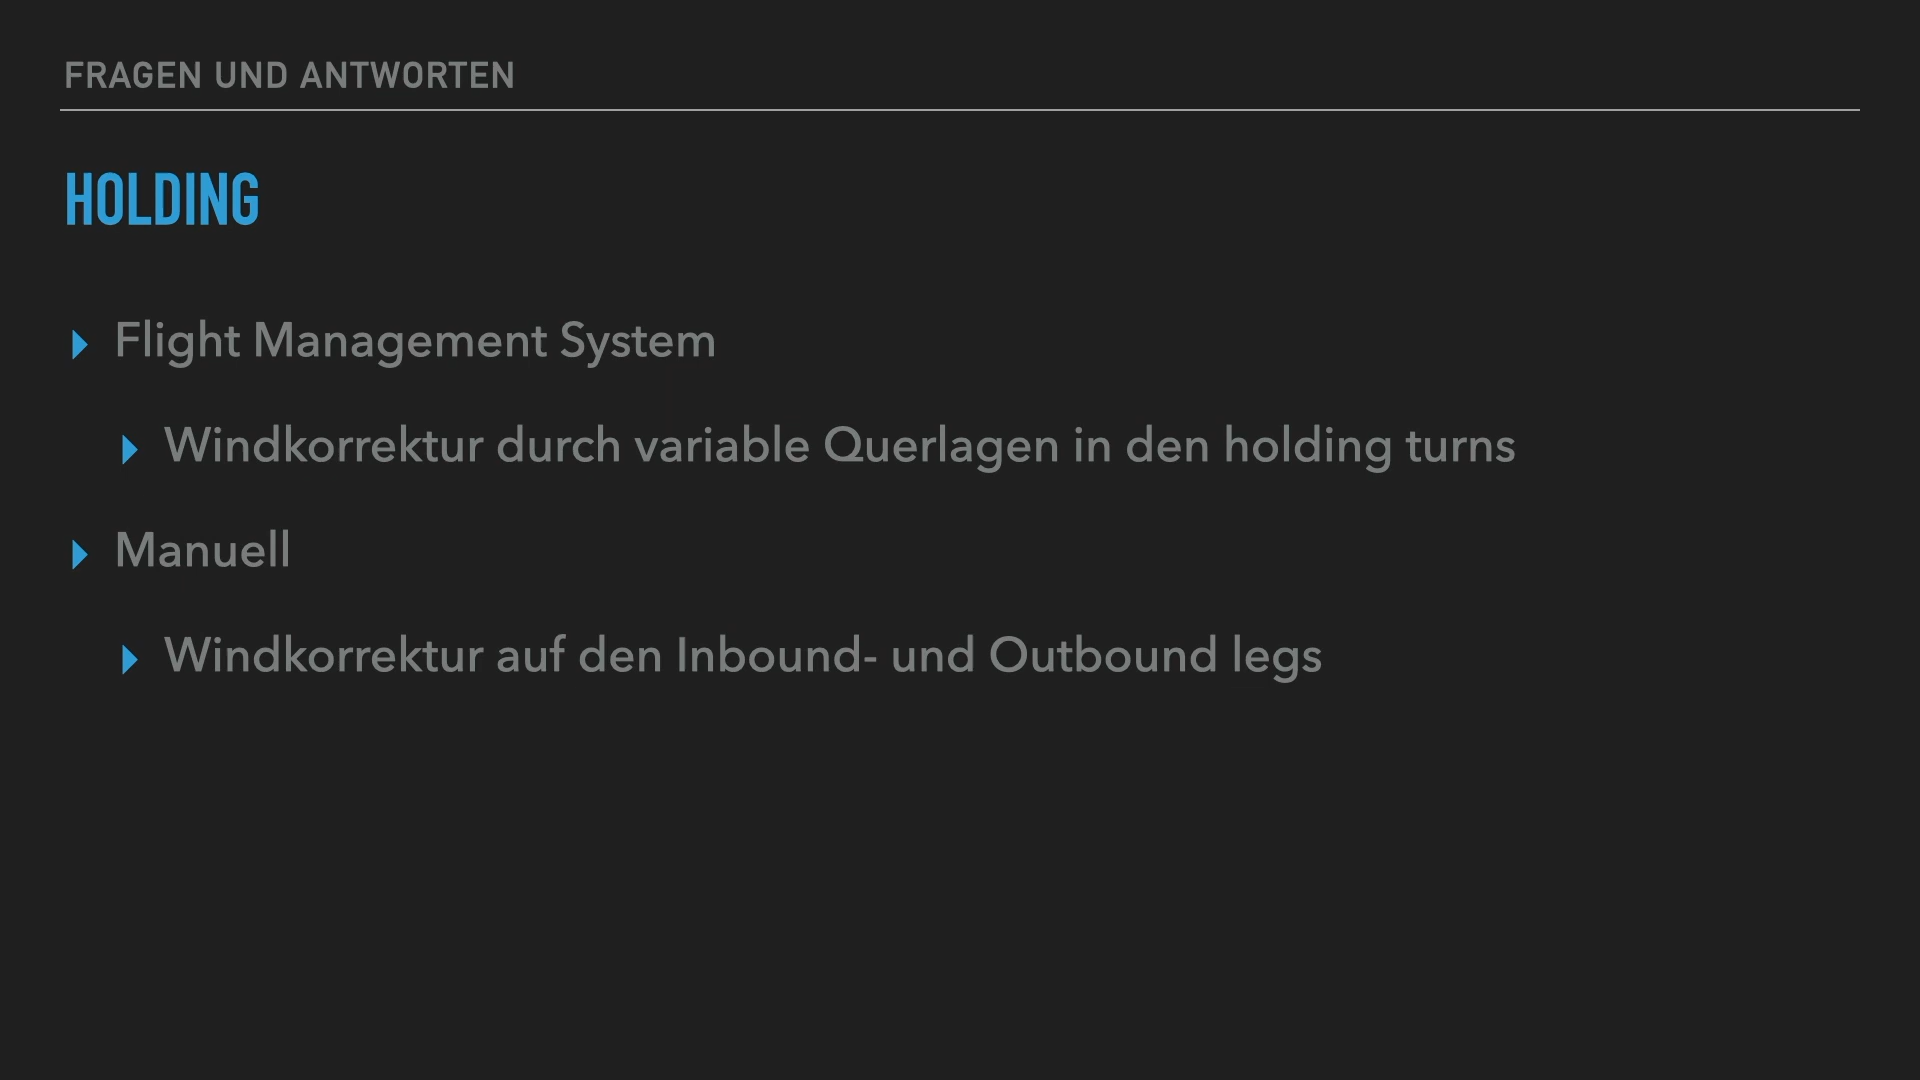 FRAGEN UND ANTWORTEN
HOLDING
Flight Management System
Windkorrektur durch variable Querlagen in den holding turns
Manuell
Windkorrektur auf den Inbound- und Outbound legs